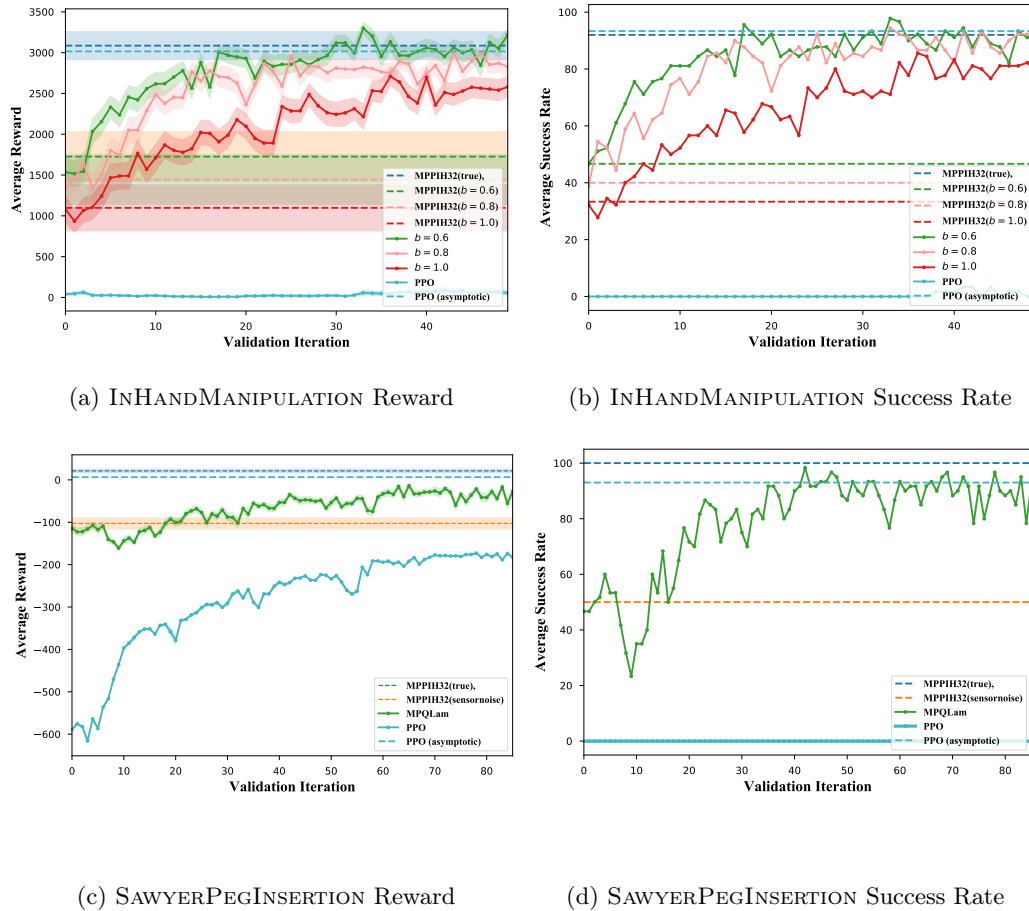 3500
3000
2500
2000
1500
1000
500
0
Average Reward
0 10 20 30 40
Validation Iteration
MPPIH32(true),
MPPIH32(b = 0.6)
MPPIH32(b = 0.8)
MPPIH32(b = 1.0)
b = 0.6
b = 0.8
b = 1.0
PPO
PPO (asymptotic)
(a) INHANDMANIPULATION Reward
100
80
60
40
20
0
Average Success Rate
0 10 20 30 40
Validation Iteration
MPPIH32(true),
MPPIH32(b = 0.6)
MPPIH32(b = 0.8)
MPPIH32(b = 1.0)
b = 0.6
b = 0.8
b = 1.0
PPO
PPO (asymptotic)
(b) INHANDMANIPULATION Success Rate
0
−100
−200
−300
−400
−500
−600
Average Reward
0 10 20 30 40 50 60 70 80
Validation Iteration
MPPIH32(true),
MPPIH32(sensornoise)
MPQLam
PPO
PPO (asymptotic)
(c) SAWYERPEGINSERTION Reward
100
80
60
40
20
0
Average Success Rate
0 10 20 30 40 50 60 70 80
Validation Iteration
MPPIH32(true),
MPPIH32(sensornoise)
MPQLam
PPO
PPO (asymptotic)
(d) SAWYERPEGINSERTION Success Rate